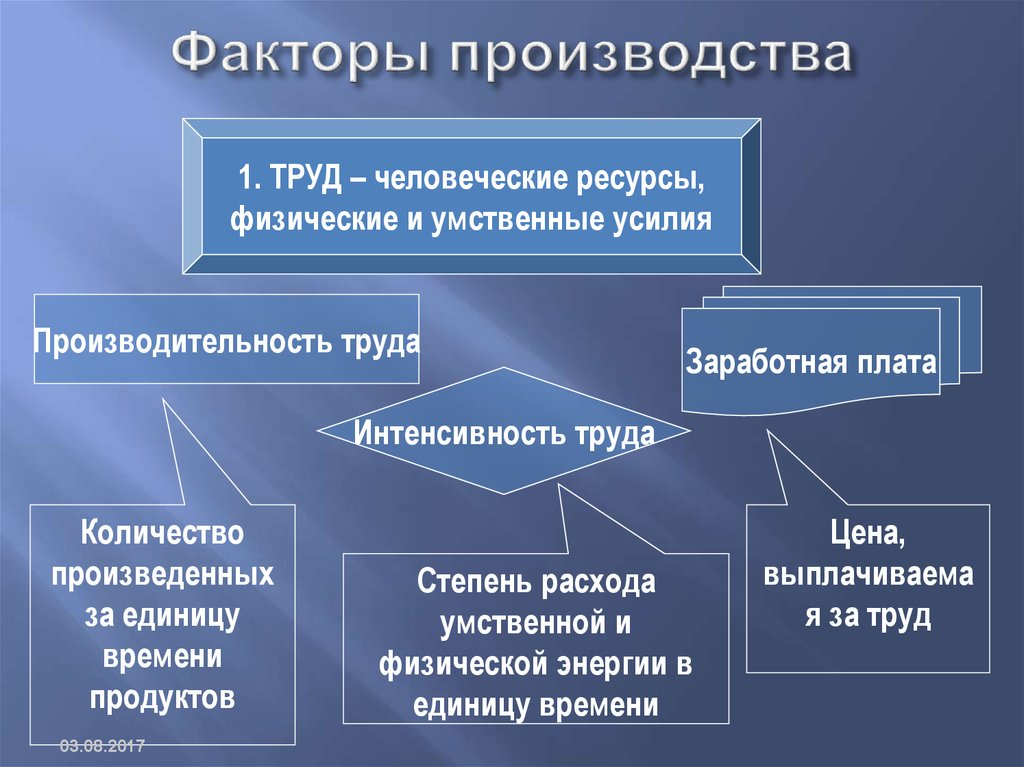 Факторы производства
1. ТРУД – человеческие ресурсы,
физические и умственные усилия
Производительность труда
Заработная плата
Интенсивность труда
Количество
произведенных
за единицу
времени
продуктов
Степень расхода
умственной и
физической энергии в
единицу времени
Цена,
выплачиваема
я за труд
03.08.2017